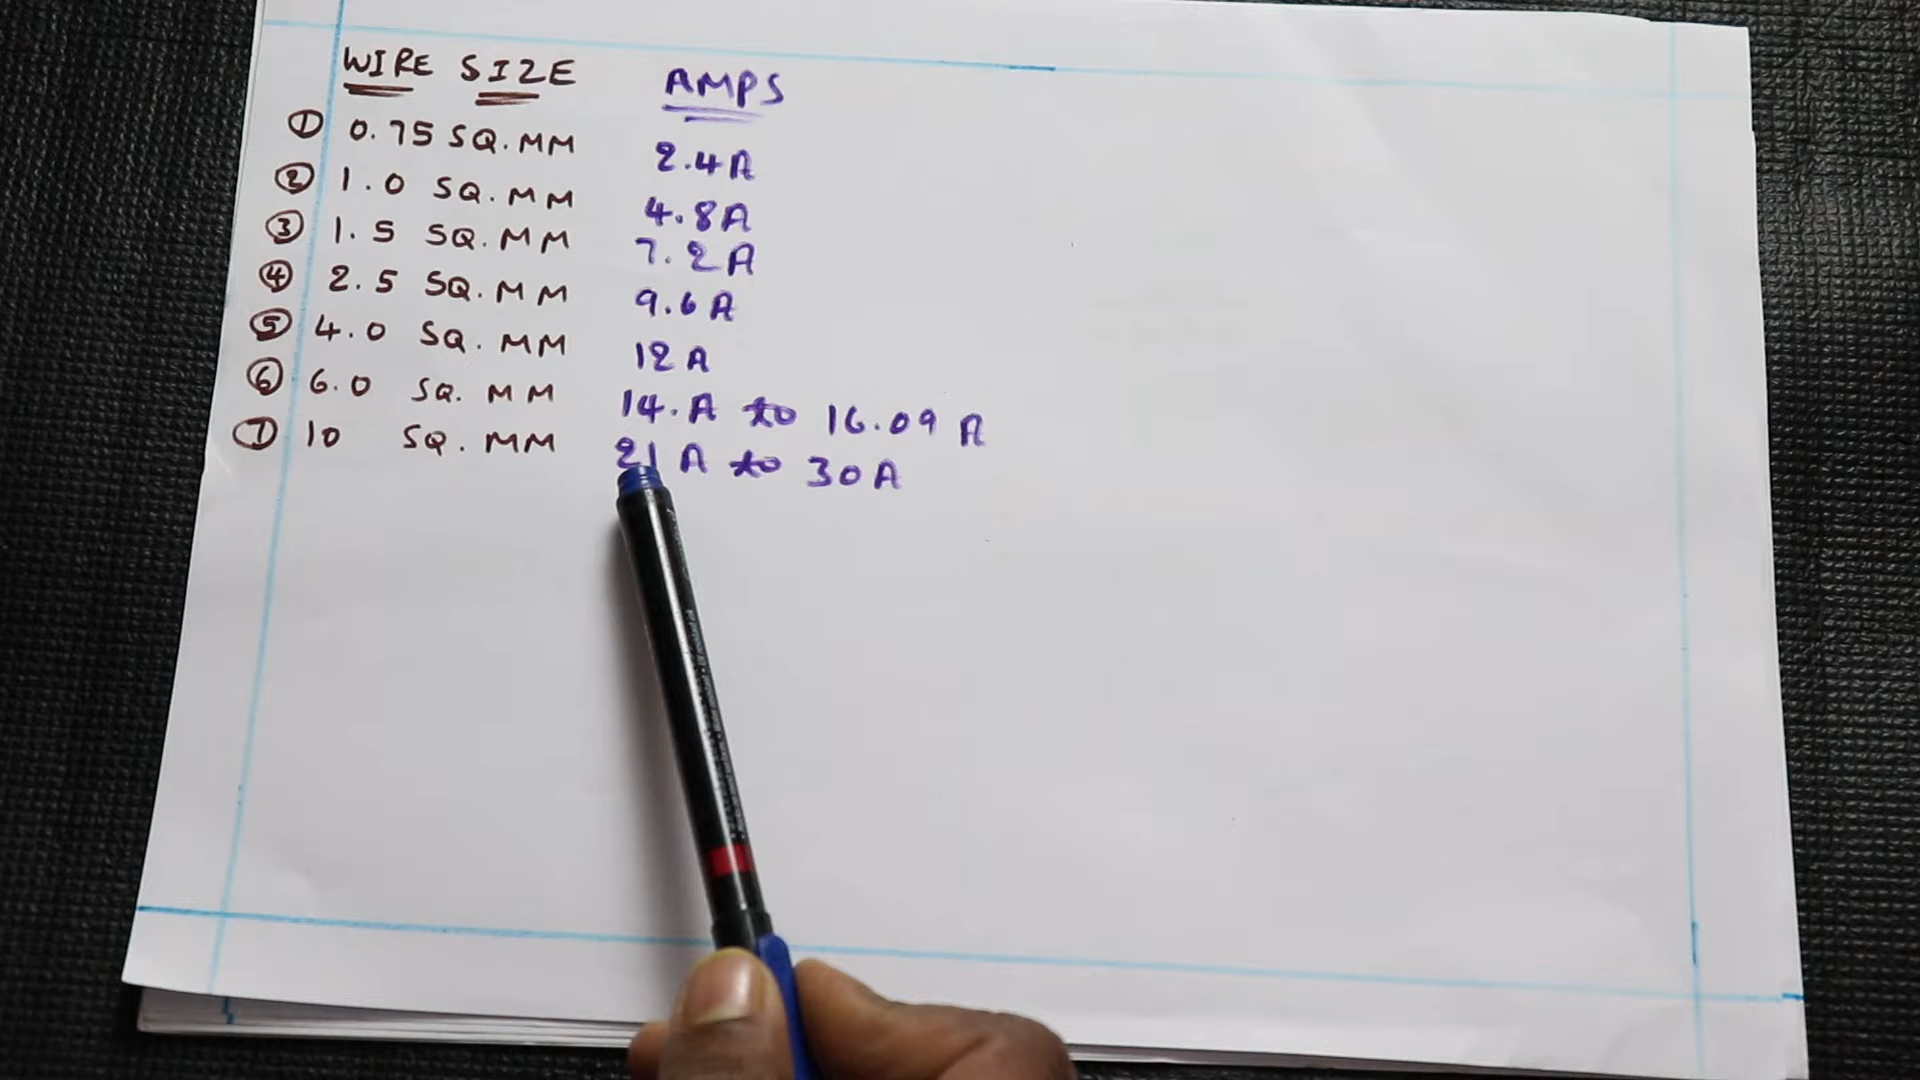 WIRE SIZE AMPS
① 0.75 SQ.MM 2.4A
② 1.0 SQ.MM 4.8A
③ 1.5 SQ.MM 7.2A
④ 2.5 SQ.MM 9.6A
⑤ 4.0 SQ.MM 12A
⑥ 6.0 SQ.MM 14.A to 16.09 A
⑦ 10 SQ.MM 21 A to 30A